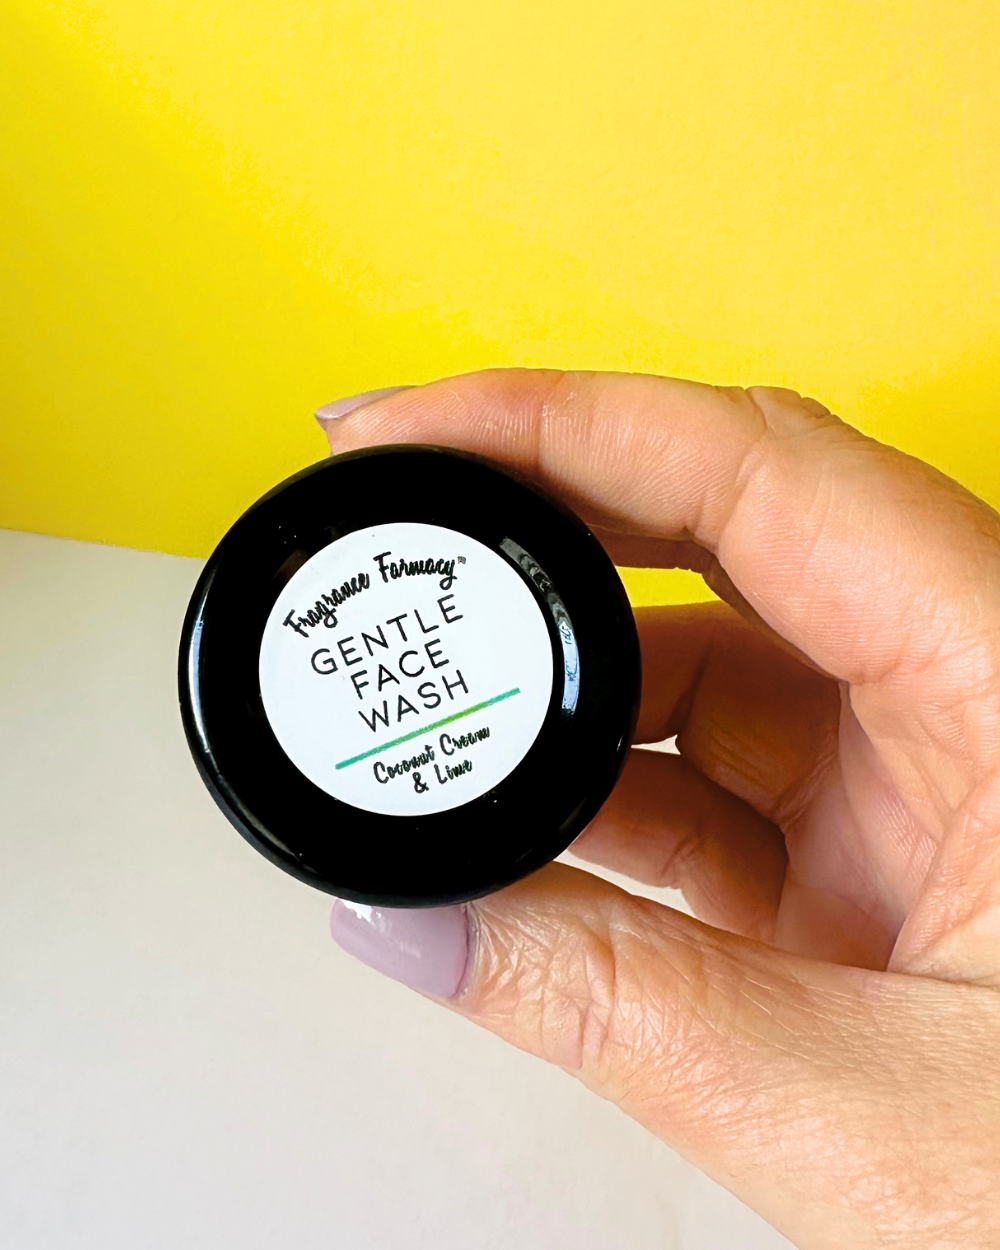 Fragrance Farmacy™
GENTLE
FACE
WASH
Coconut Cream
& Lime